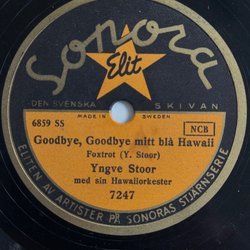 Sonora
Elit
DEN SVENSKA SKIVAN
MADE IN SWEDEN
6859 SS
NCB
Goodbye, Goodbye mitt blå Hawaii
Foxtrot (Y. Stoor)
Yngve Stoor
med sin Hawaiiorkester
7247
ELITEN AV ARTISTER PÅ SONORAS STJÄRNSERIE